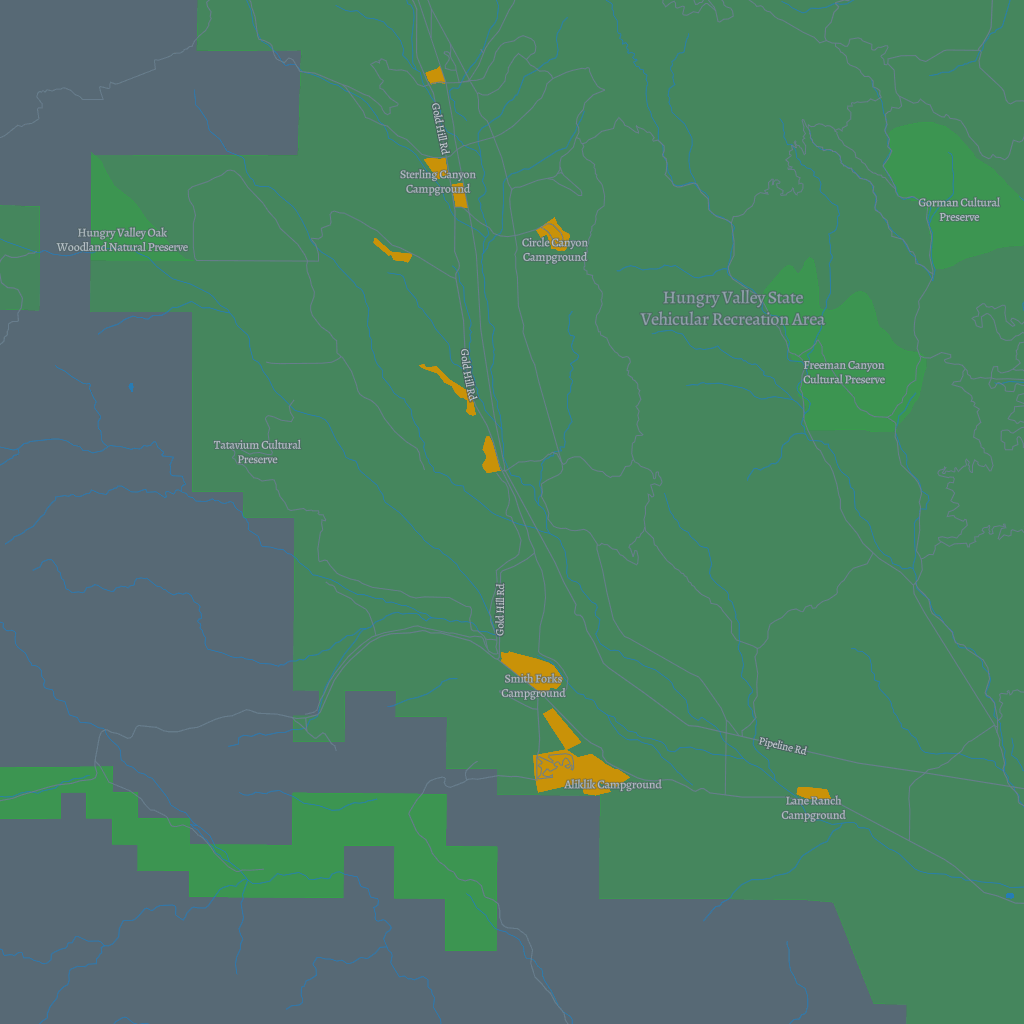 Gold Hill Rd
Sterling Canyon
Campground
Gorman Cultural
Preserve
Hungry Valley Oak
Woodland Natural Preserve
Circle Canyon
Campground
Hungry Valley State
Vehicular Recreation Area
Gold Hill Rd
Freeman Canyon
Cultural Preserve
Tatavium Cultural
Preserve
Gold Hill Rd
Smith Forks
Campground
Pipeline Rd
Aliklik Campground
Lane Ranch
Campground